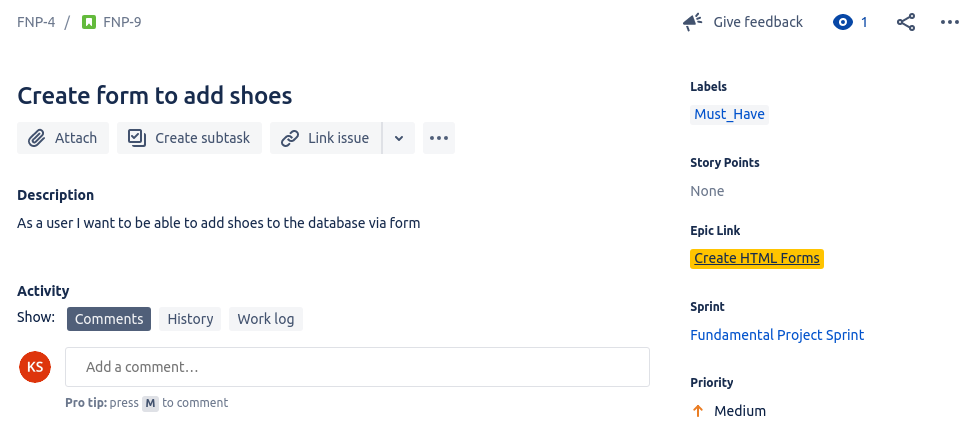 FNP-4 / FNP-9
Give feedback 1
Create form to add shoes
Attach Create subtask Link issue
Description
As a user I want to be able to add shoes to the database via form
Activity
Show: Comments History Work log
KS Add a comment...
Pro tip: press M to comment
Labels
Must_Have
Story Points
None
Epic Link
Create HTML Forms
Sprint
Fundamental Project Sprint
Priority
Medium